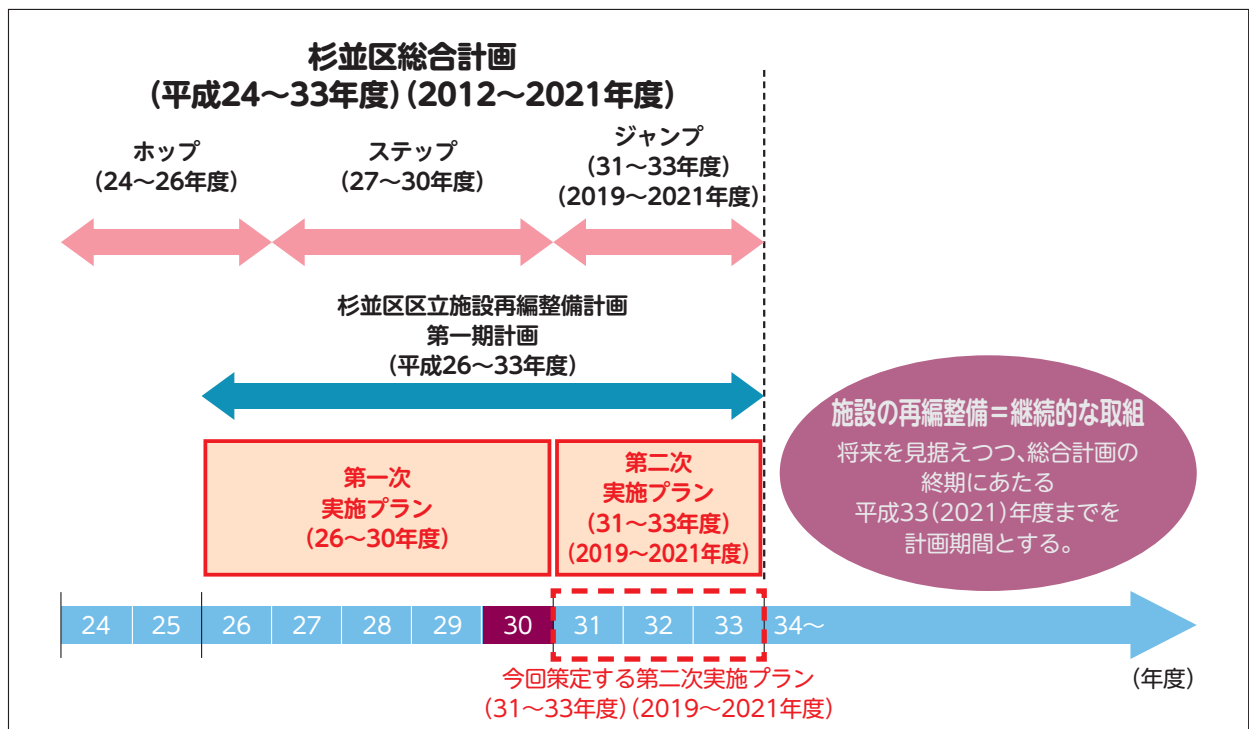 杉並区総合計画
(平成24～33年度)(2012～2021年度)
ホップ
(24～26年度)
ステップ
(27～30年度)
ジャンプ
(31～33年度)
(2019～2021年度)
杉並区区立施設再編整備計画
第一期計画
(平成26～33年度)
第一次
実施プラン
(26～30年度)
第二次
実施プラン
(31～33年度)
(2019～2021年度)
施設の再編整備＝継続的な取組
将来を見据えつつ、総合計画の
終期にあたる
平成33(2021)年度までを
計画期間とする。
24 25 26 27 28 29 30 31 32 33 34～
(年度)
今回策定する第二次実施プラン
(31～33年度)(2019～2021年度)